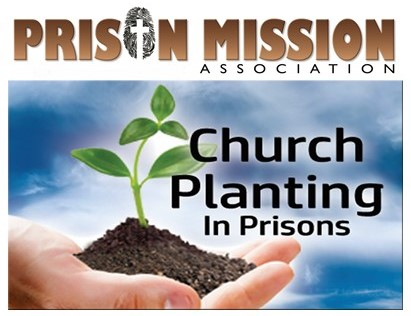 PRISON MISSION
ASSOCIATION
Church
Planting
In Prisons